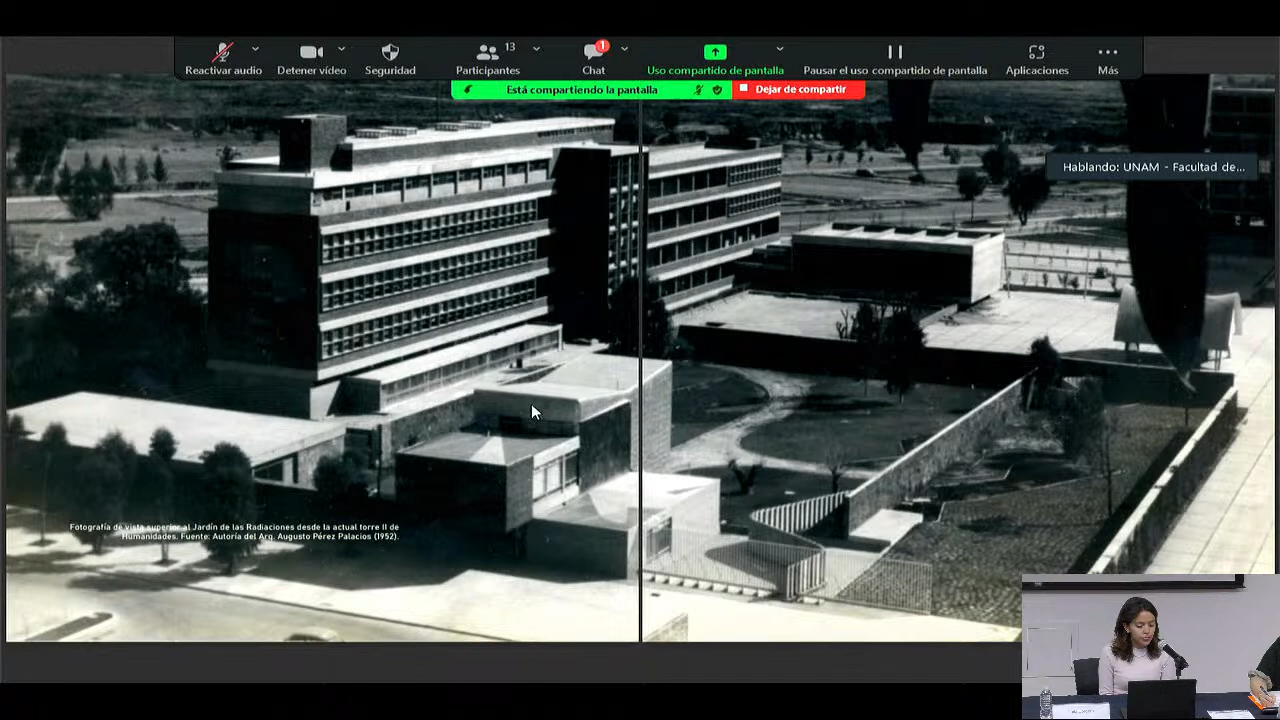 13
1
Reactivar audio
Detener vídeo
Seguridad
Participantes
Chat
Uso compartido de pantalla
Pausar el uso compartido de pantalla
Aplicaciones
Más
Está compartiendo la pantalla
Dejar de compartir
Hablando: UNAM - Facultad de...
Fotografía de vista superior al Jardín de las Radiaciones desde la actual torre II de
Humanidades. Fuente: Autoría del Arq. Augusto Pérez Palacios (1952).